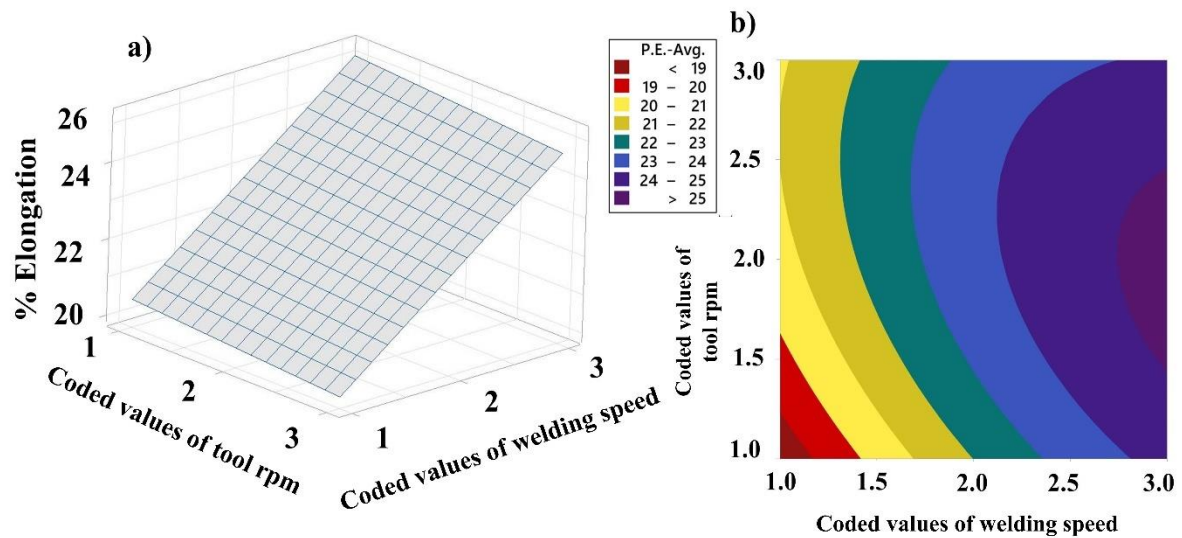 a)
26
24
22
20
% Elongation
1
2
3
Coded values of tool rpm
1
2
3
Coded values of welding speed
P.E.-Avg.
< 19
19 – 20
20 – 21
21 – 22
22 – 23
23 – 24
24 – 25
> 25
b)
3.0
2.5
2.0
1.5
1.0
Coded values of
tool rpm
1.0 1.5 2.0 2.5 3.0
Coded values of welding speed